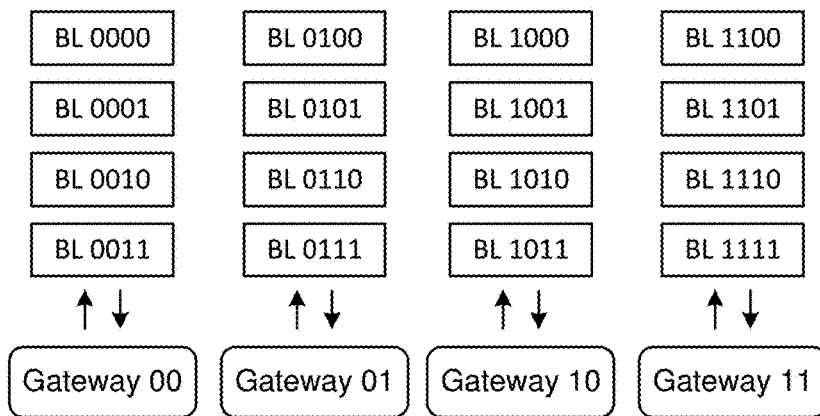 BL 0000 BL 0100 BL 1000 BL 1100
BL 0001 BL 0101 BL 1001 BL 1101
BL 0010 BL 0110 BL 1010 BL 1110
BL 0011 BL 0111 BL 1011 BL 1111
Gateway 00 Gateway 01 Gateway 10 Gateway 11